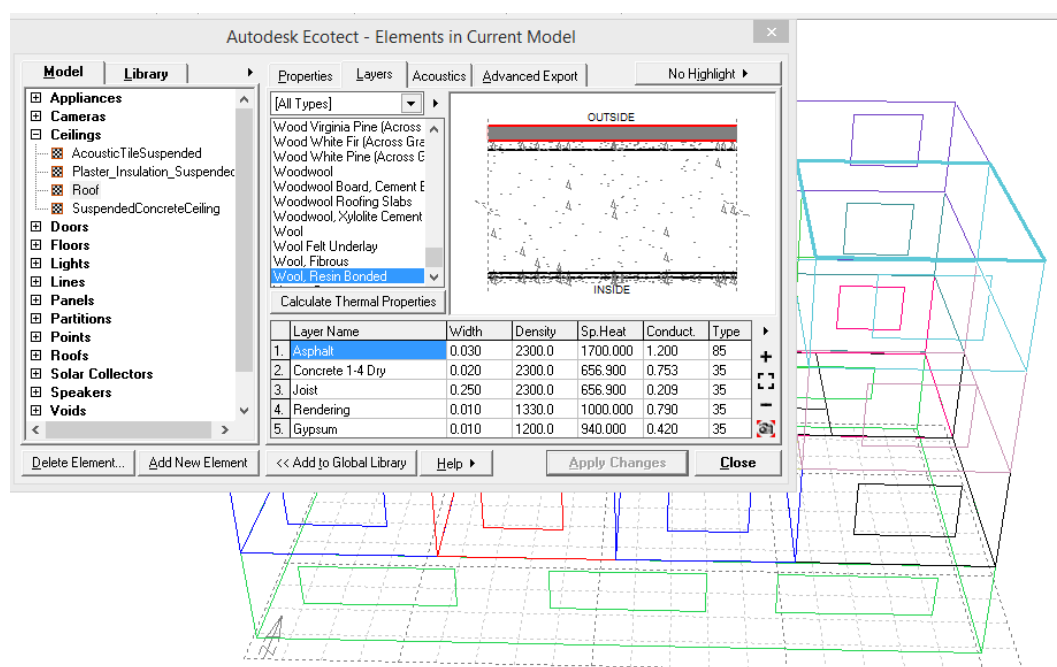 Autodesk Ecotect - Elements in Current Model
Model Library
Properties Layers Acoustics Advanced Export No Highlight
Appliances
Cameras
Ceilings
AcousticTileSuspended
Plaster_Insulation_Suspended
Roof
SuspendedConcreteCeiling
Doors
Floors
Lights
Lines
Panels
Partitions
Points
Roofs
Solar Collectors
Speakers
Voids
[All Types]
Wood Virginia Pine (Across
Wood White Fir (Across Gra
Wood White Pine (Across G
Woodwool
Woodwool Board, Cement B
Woodwool Roofing Slabs
Woodwool, Xylolite Cement
Wool
Wool Felt Underlay
Wool, Fibrous
Wool, Resin Bonded
Calculate Thermal Properties
OUTSIDE
INSIDE
Layer Name Width Density Sp.Heat Conduct. Type
1. Asphalt 0.030 2300.0 1700.000 1.200 85
2. Concrete 1-4 Dry 0.020 2300.0 656.900 0.753 35
3. Joist 0.250 2300.0 656.900 0.209 35
4. Rendering 0.010 1330.0 1000.000 0.790 35
5. Gypsum 0.010 1200.0 940.000 0.420 35
Delete Element... Add New Element << Add to Global Library Help Apply Changes Close